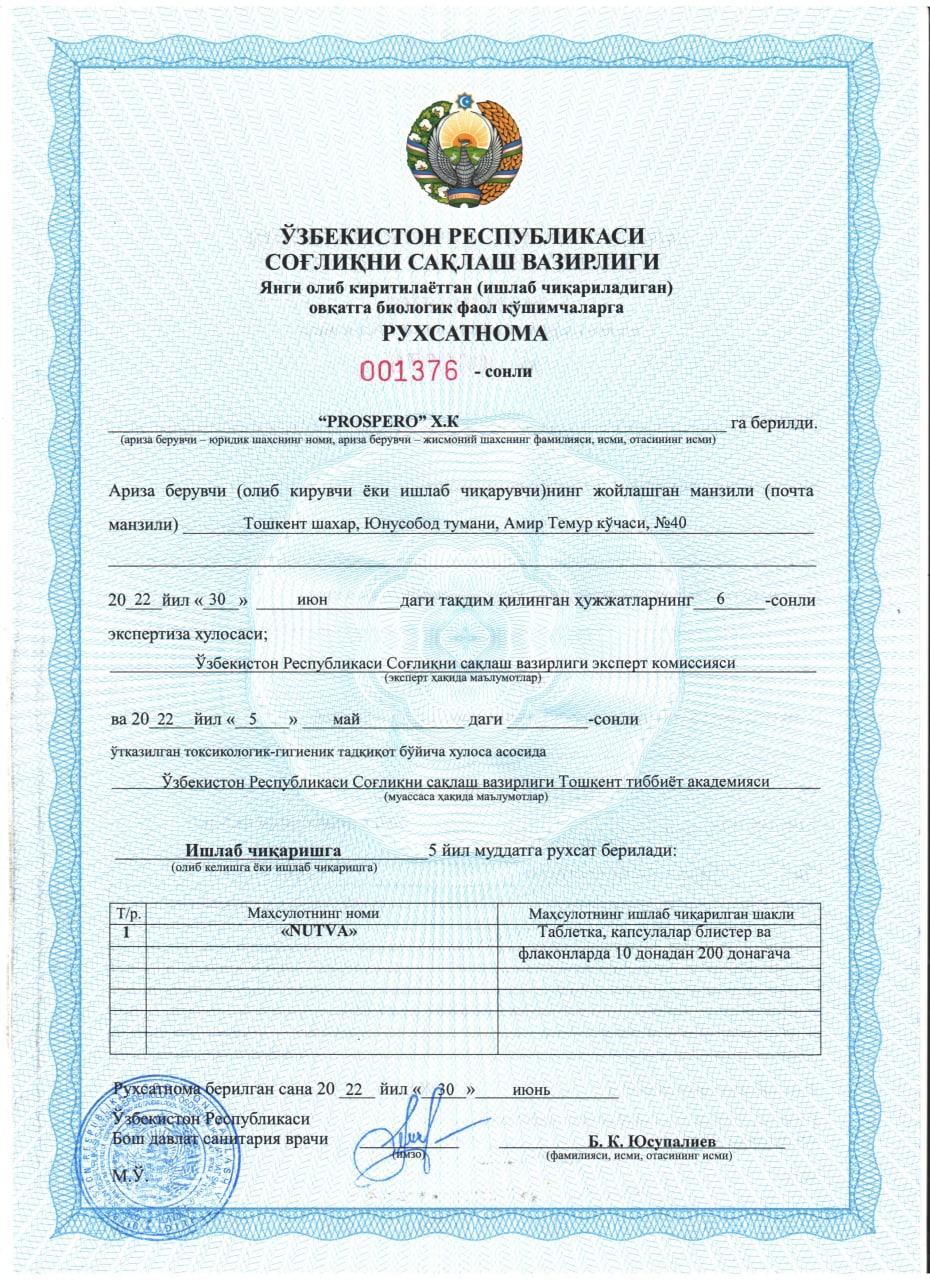 ЎЗБЕКИСТОН РЕСПУБЛИКАСИ
СОҒЛИҚНИ САҚЛАШ ВАЗИРЛИГИ
Янги олиб киритилаётган (ишлаб чиқариладиган)
овқатга биологик фаол қўшимчаларга
РУХСАТНОМА
001376 - сонли
“PROSPERO” Х.К га берилди.
(ариза берувчи – юридик шахснинг номи, ариза берувчи – жисмоний шахснинг фамилияси, исми, отасининг исми)
Ариза берувчи (олиб кирувчи ёки ишлаб чиқарувчи)нинг жойлашган манзили (почта
манзили) Тошкент шахар, Юнусобод тумани, Амир Темур кўчаси, №40
20 22 йил « 30 » июн даги тақдим қилинган ҳужжатларнинг 6 -сонли
экспертиза хулосаси;
Ўзбекистон Республикаси Соғлиқни сақлаш вазирлиги эксперт комиссияси
(эксперт ҳақида маълумотлар)
ва 20 22 йил « 5 » май даги -сонли
ўтказилган токсикологик-гигиеник тадқиқот бўйича хулоса асосида
Ўзбекистон Республикаси Соғлиқни сақлаш вазирлиги Тошкент тиббиёт академияси
(муассаса ҳақида маълумотлар)
Ишлаб чиқаришга 5 йил муддатга рухсат берилади:
(олиб келишга ёки ишлаб чиқаришга)
Т/р. Маҳсулотнинг номи Маҳсулотнинг ишлаб чиқарилган шакли
1 «NUTVA» Таблетка, капсулалар блистер ва
флаконларда 10 донадан 200 донагача
Рухсатнома берилган сана 20 22 йил « 30 » июнь
Ўзбекистон Республикаси
Бош давлат санитария врачи Б. К. Юсупалиев
(имзо) (фамилияси, исми, отасининг исми)
М.Ў.